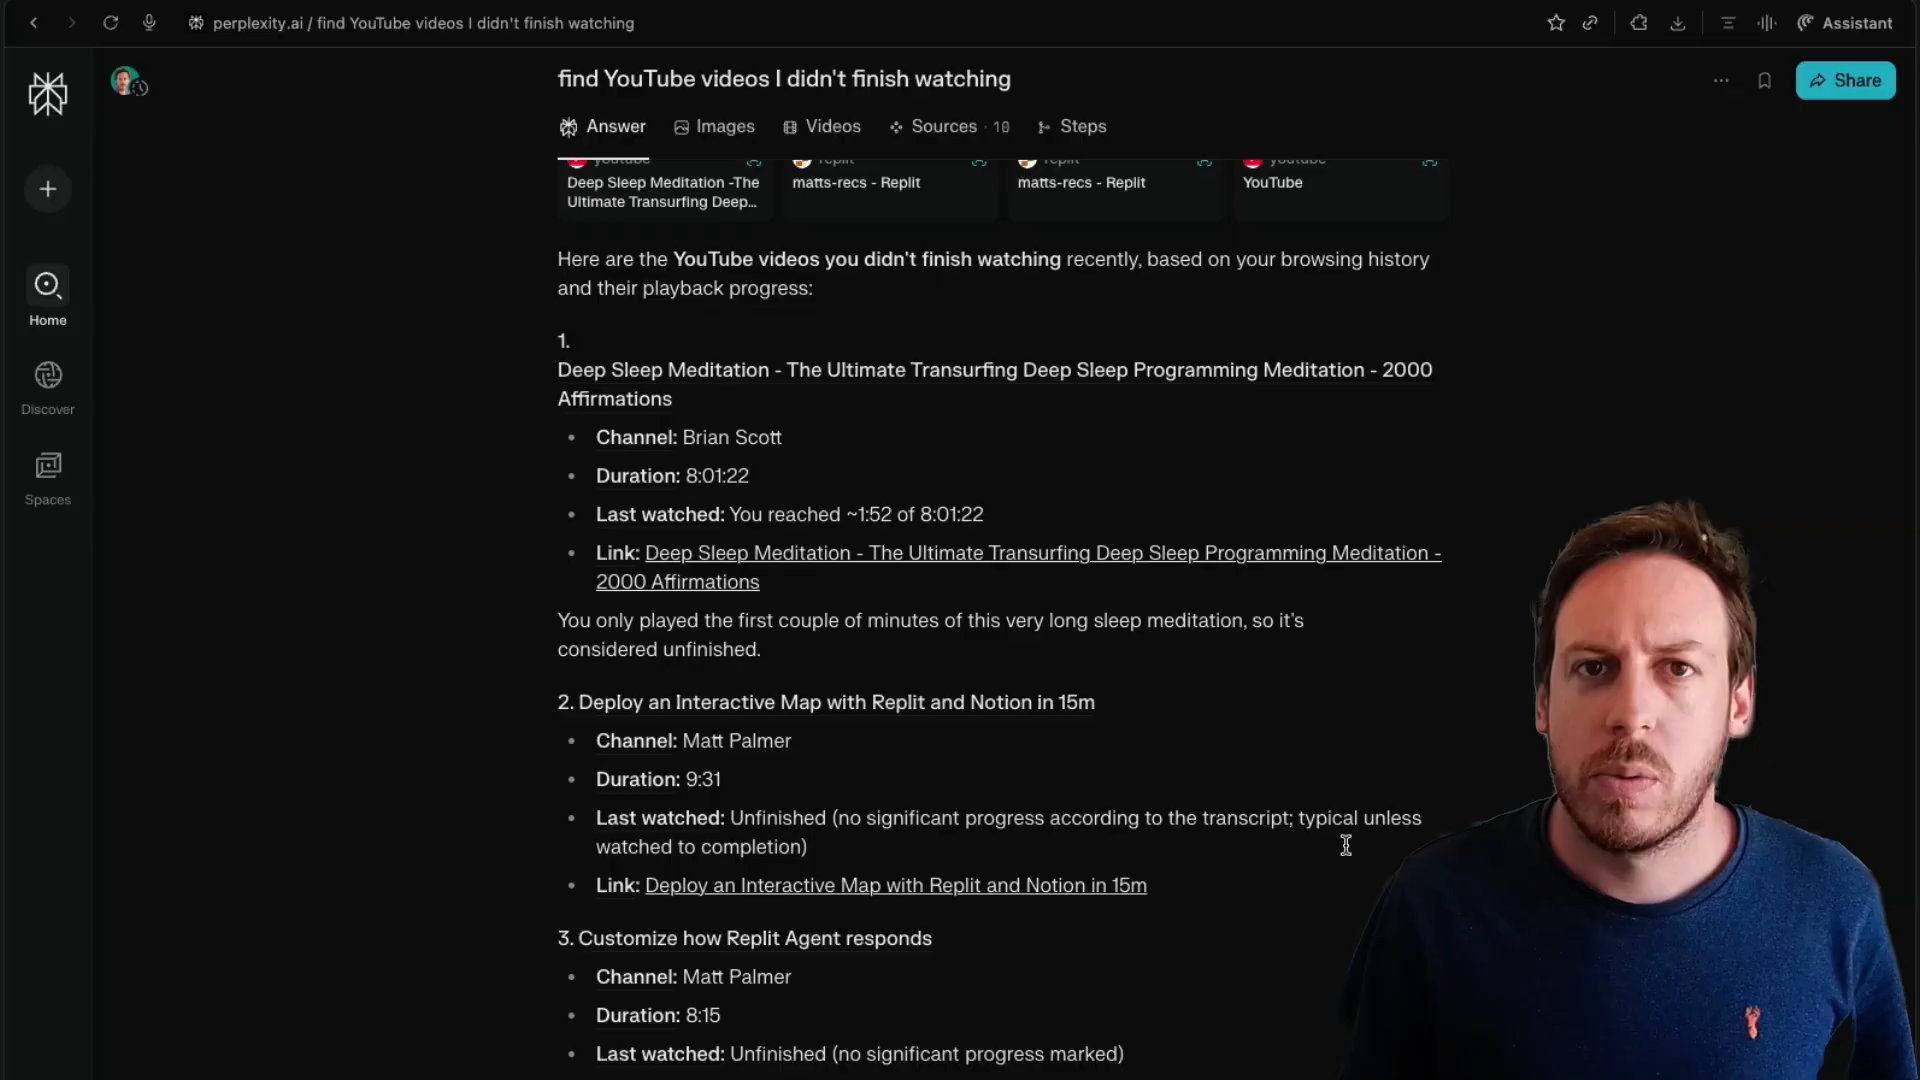 perplexity.ai / find YouTube videos I didn't finish watching
Assistant
find YouTube videos I didn't finish watching
Share
Answer
Images
Videos
Sources · 10
Steps
youtube
replit
replit
youtube
Deep Sleep Meditation -The
Ultimate Transurfing Deep...
matts-recs - Replit
matts-recs - Replit
YouTube
Home
Discover
Spaces
Here are the YouTube videos you didn't finish watching recently, based on your browsing history
and their playback progress:
1.
Deep Sleep Meditation - The Ultimate Transurfing Deep Sleep Programming Meditation - 2000
Affirmations
• Channel: Brian Scott
• Duration: 8:01:22
• Last watched: You reached ~1:52 of 8:01:22
• Link: Deep Sleep Meditation - The Ultimate Transurfing Deep Sleep Programming Meditation -
2000 Affirmations
You only played the first couple of minutes of this very long sleep meditation, so it's
considered unfinished.
2. Deploy an Interactive Map with Replit and Notion in 15m
• Channel: Matt Palmer
• Duration: 9:31
• Last watched: Unfinished (no significant progress according to the transcript; typical unless
watched to completion)
• Link: Deploy an Interactive Map with Replit and Notion in 15m
3. Customize how Replit Agent responds
• Channel: Matt Palmer
• Duration: 8:15
• Last watched: Unfinished (no significant progress marked)